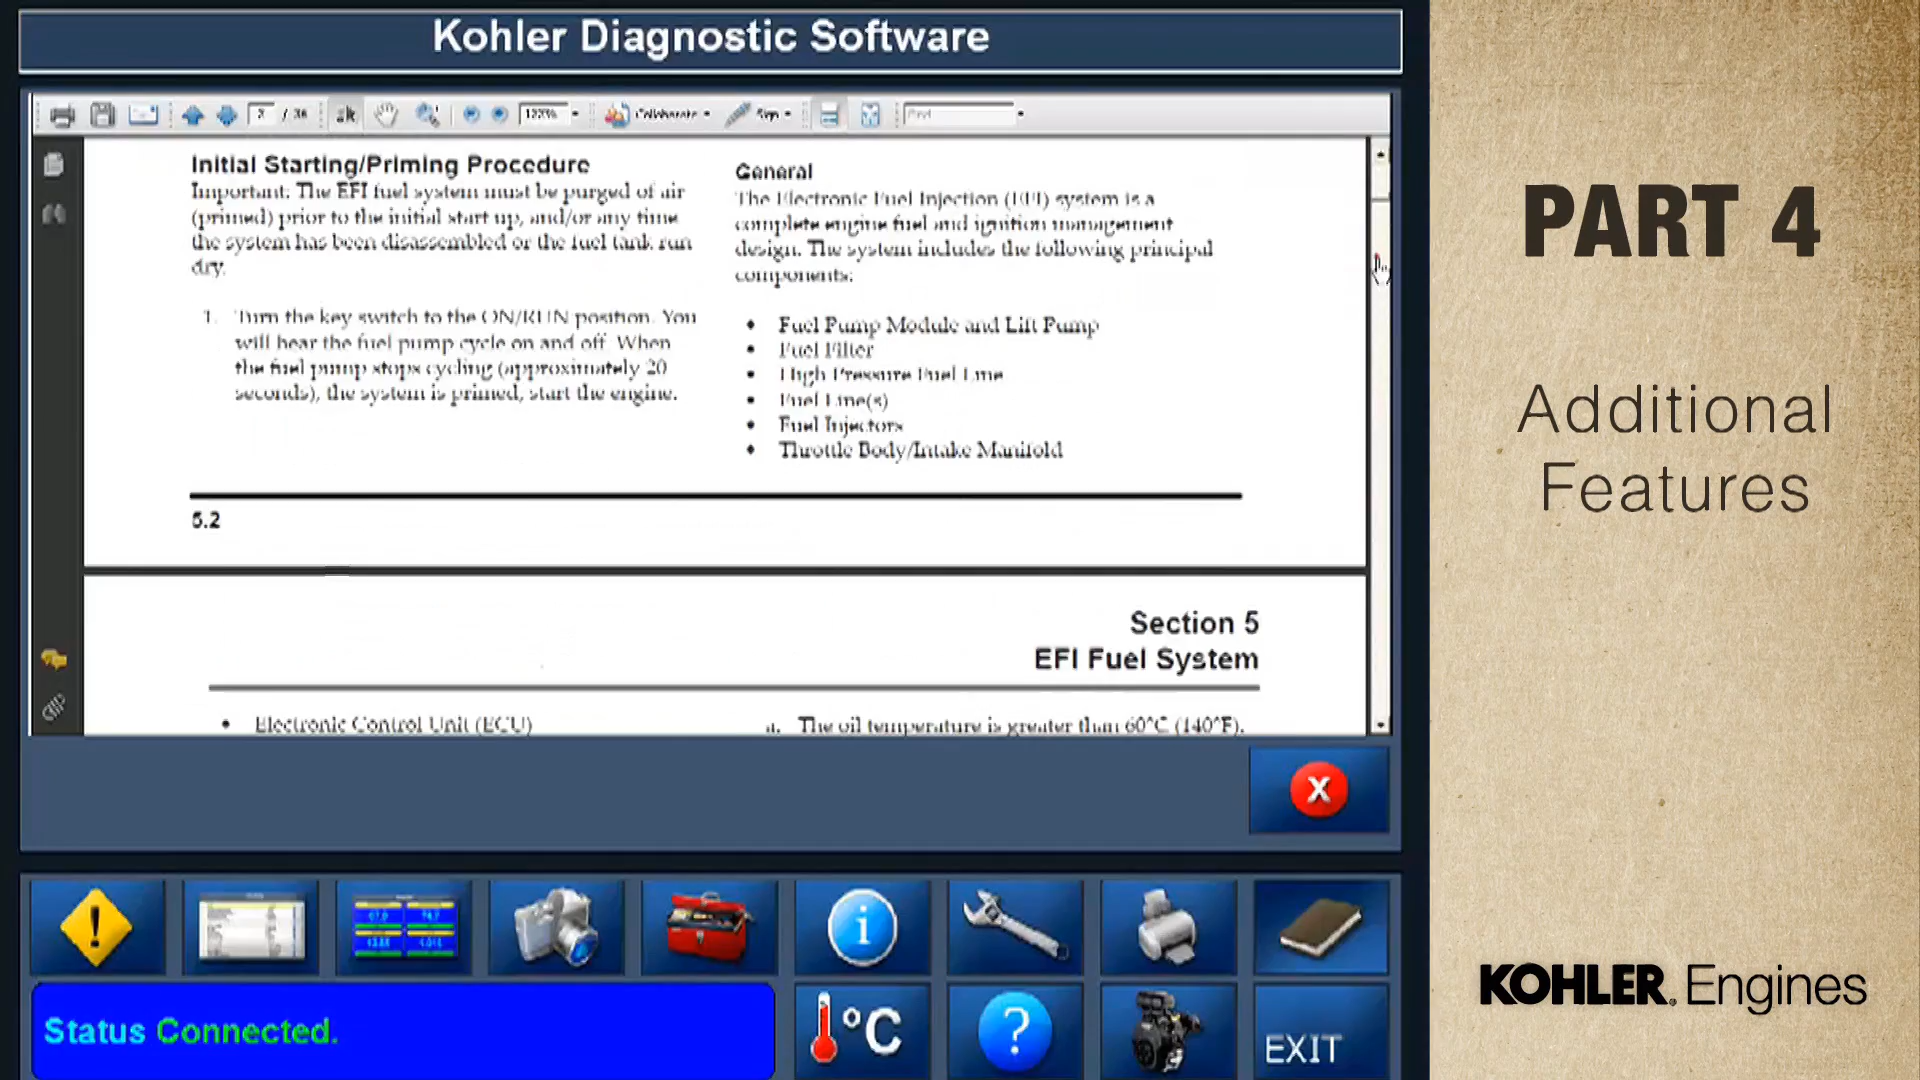 Kohler Diagnostic Software
/ 36
Collaborate
Sign
Find
Initial Starting/Priming Procedure
Important: The EFI fuel system must be purged of air
(primed) prior to the initial start up, and/or any time
the system has been disassembled or the fuel tank run
dry.
1. Turn the key switch to the ON/RUN position. You
will hear the fuel pump cycle on and off. When
the fuel pump stops cycling (approximately 20
seconds), the system is primed, start the engine.
General
The Electronic Fuel Injection (EFI) system is a
complete engine fuel and ignition management
design. The system includes the following principal
components:
• Fuel Pump Module and Lift Pump
• Fuel Filter
• High Pressure Fuel Line
• Fuel Line(s)
• Fuel Injectors
• Throttle Body/Intake Manifold
5.2
Section 5
EFI Fuel System
• Electronic Control Unit (ECU)
a. The oil temperature is greater than 60°C (140°F).
X
!
i
Status Connected.
°C
?
EXIT
PART 4
Additional
Features
KOHLER® Engines